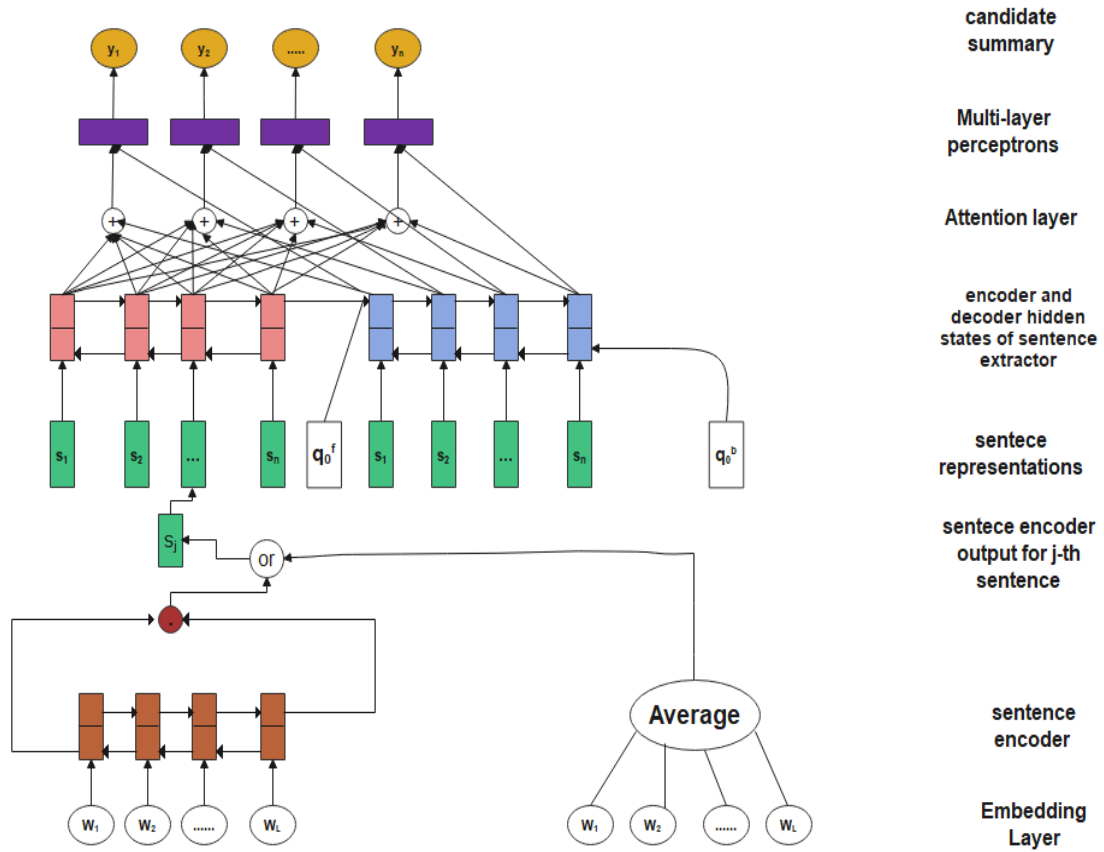 candidate
summary
y₁ y₂ ..... yₙ
Multi-layer
perceptrons
+ + + +
Attention layer
encoder and
decoder hidden
states of sentence
extractor
s₁ s₂ ... sₙ q₀ᶠ s₁ s₂ ... sₙ q₀ᵇ
sentece
representations
Sⱼ
or
sentece encoder
output for j-th
sentence
.
Average
sentence
encoder
W₁ W₂ ...... W_L W₁ W₂ ...... W_L
Embedding
Layer